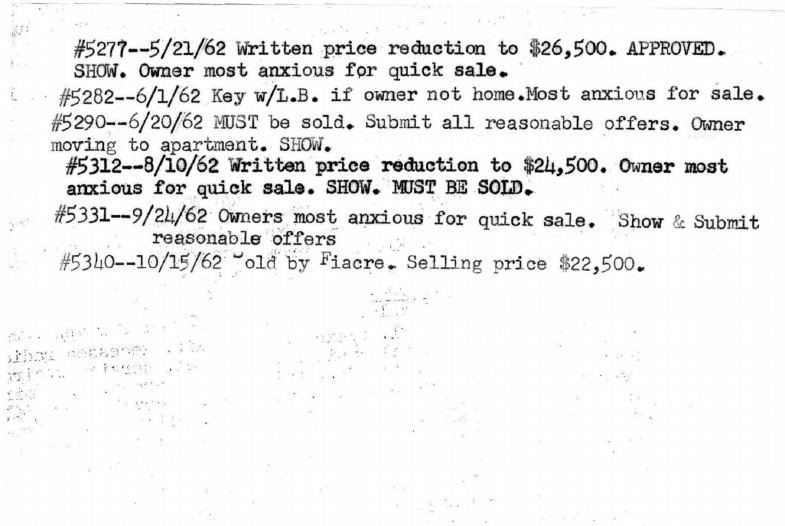 #5277--5/21/62 Written price reduction to $26,500. APPROVED.
SHOW. Owner most anxious for quick sale.
#5282--6/1/62 Key w/L.B. if owner not home.Most anxious for sale.
#5290--6/20/62 MUST be sold. Submit all reasonable offers. Owner
moving to apartment. SHOW.
#5312--8/10/62 Written price reduction to $24,500. Owner most
anxious for quick sale. SHOW. MUST BE SOLD.
#5331--9/24/62 Owners most anxious for quick sale. Show & Submit
reasonable offers
#5340--10/15/62 Sold by Fiacre. Selling price $22,500.